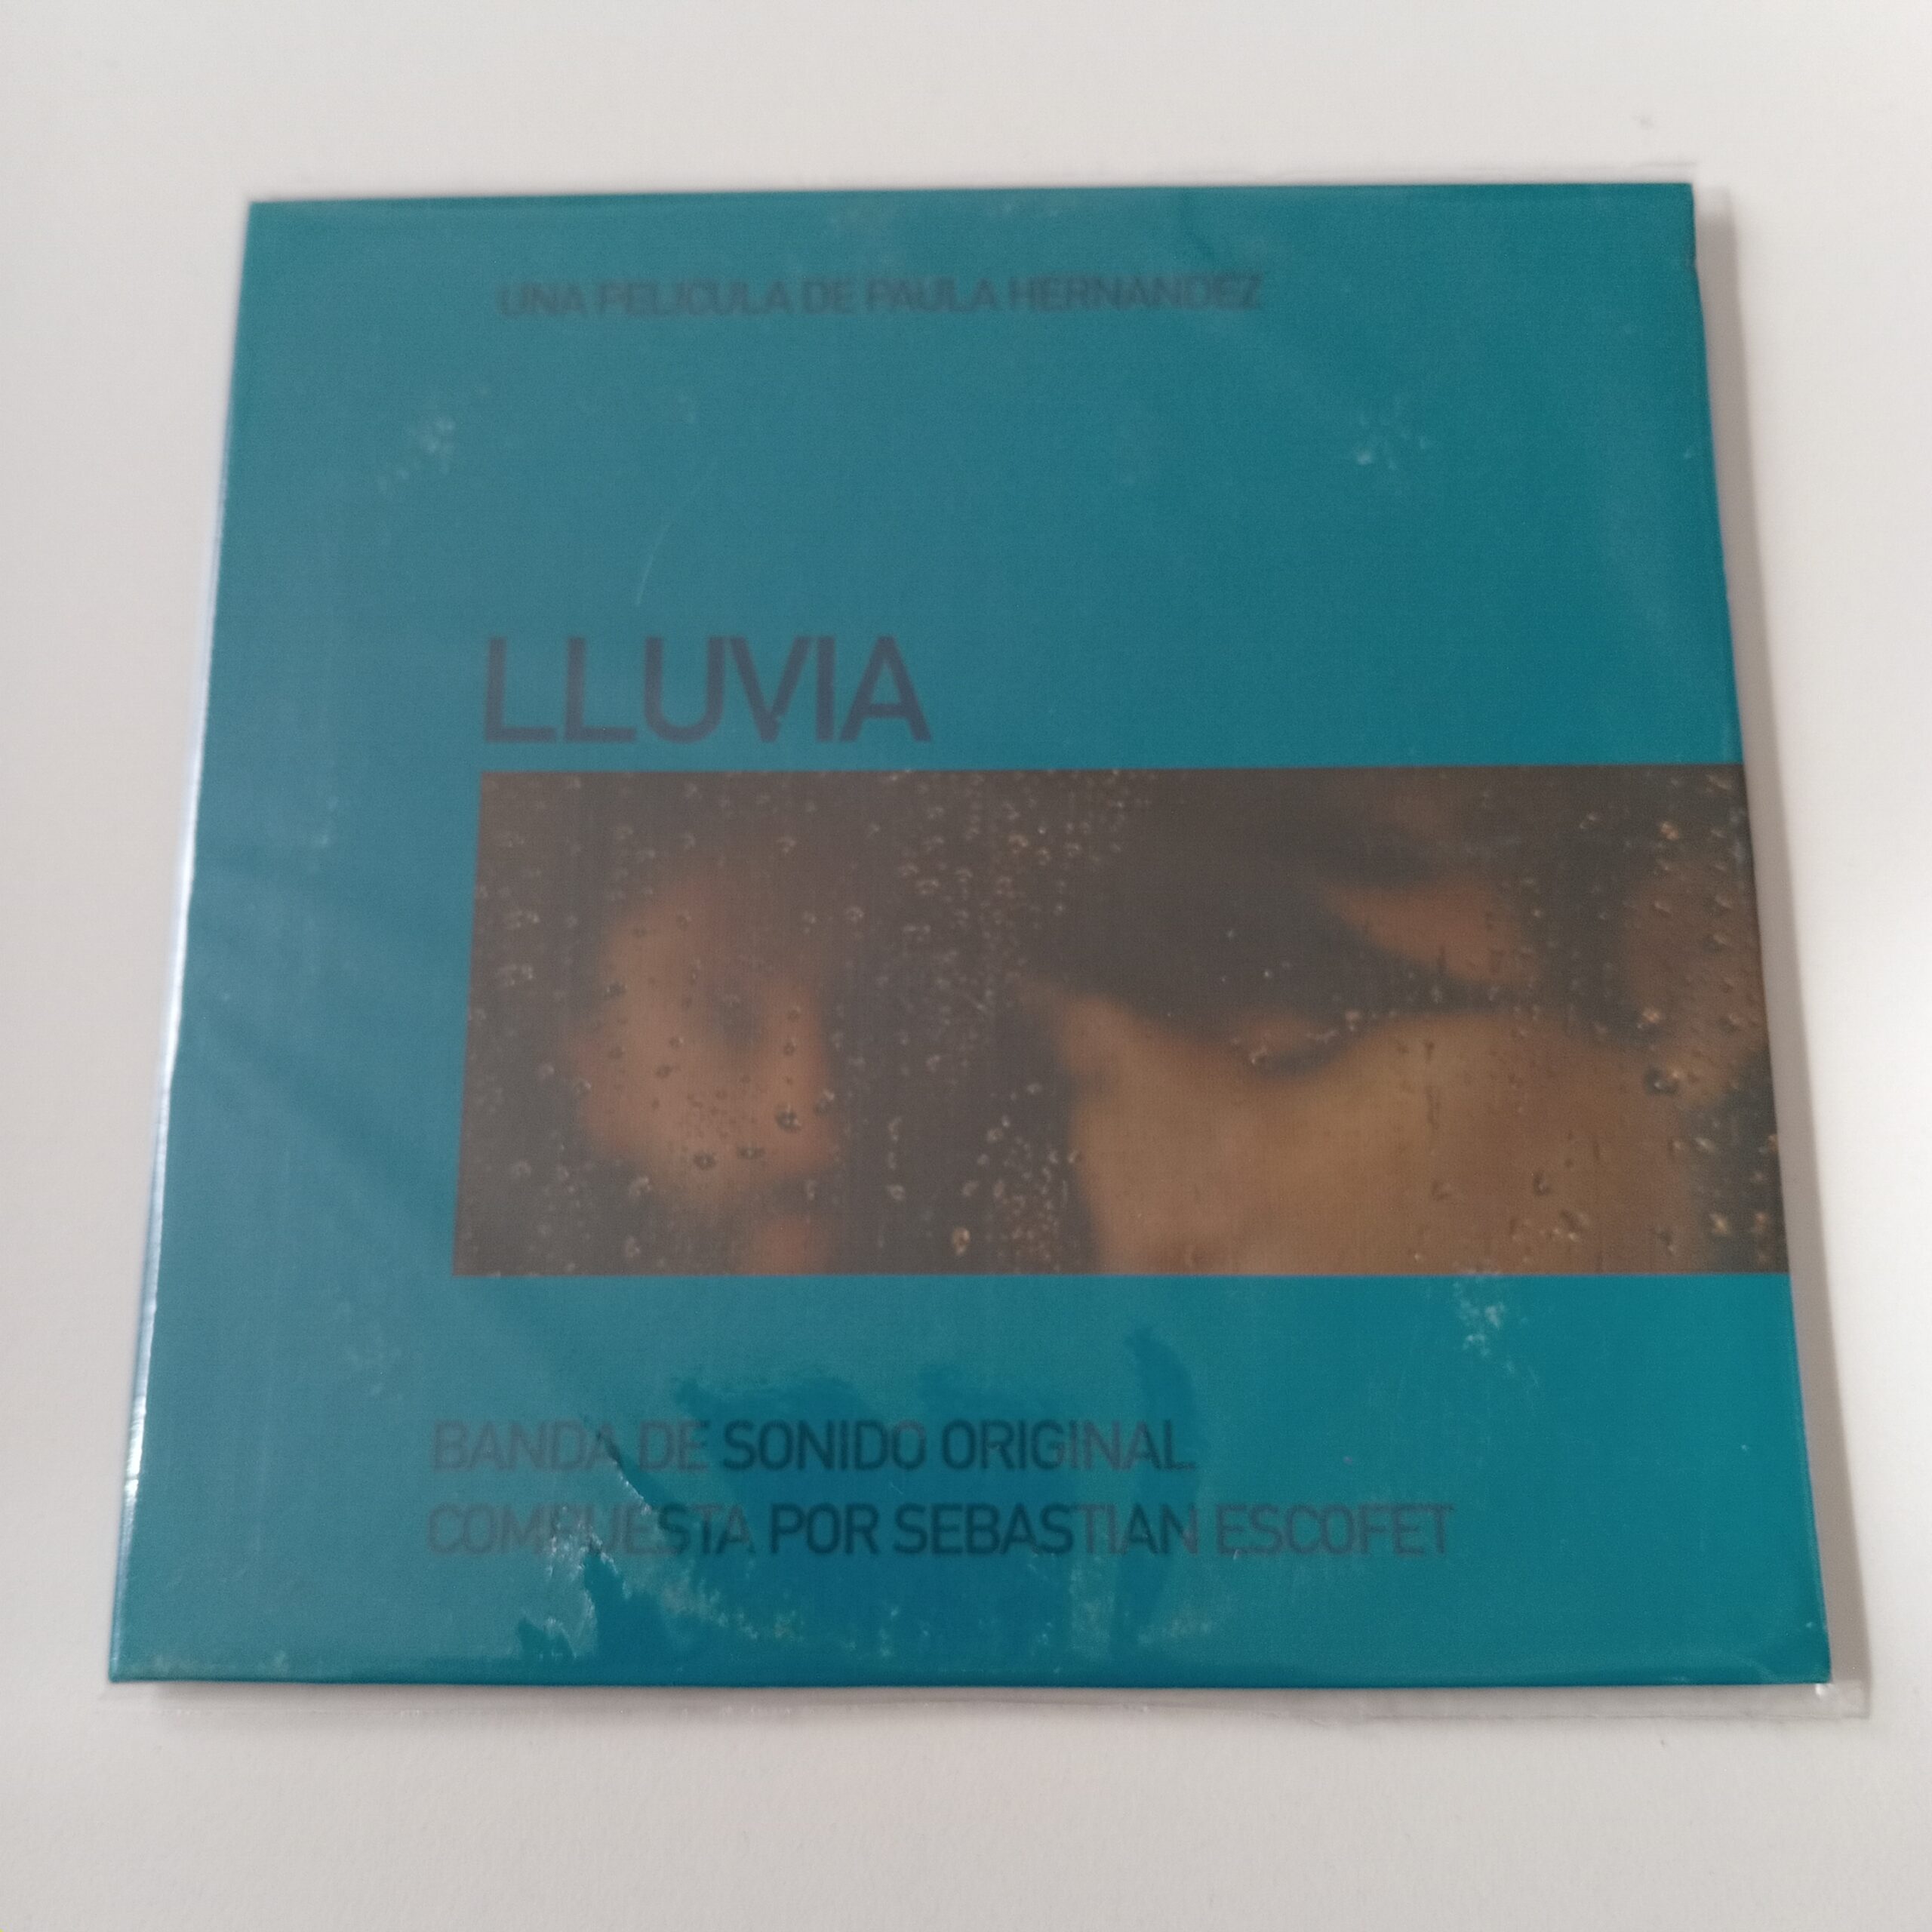 UNA PELICULA DE PAULA HERNANDEZ
LLUVIA
BANDA DE SONIDO ORIGINAL
COMPUESTA POR SEBASTIAN ESCOFET